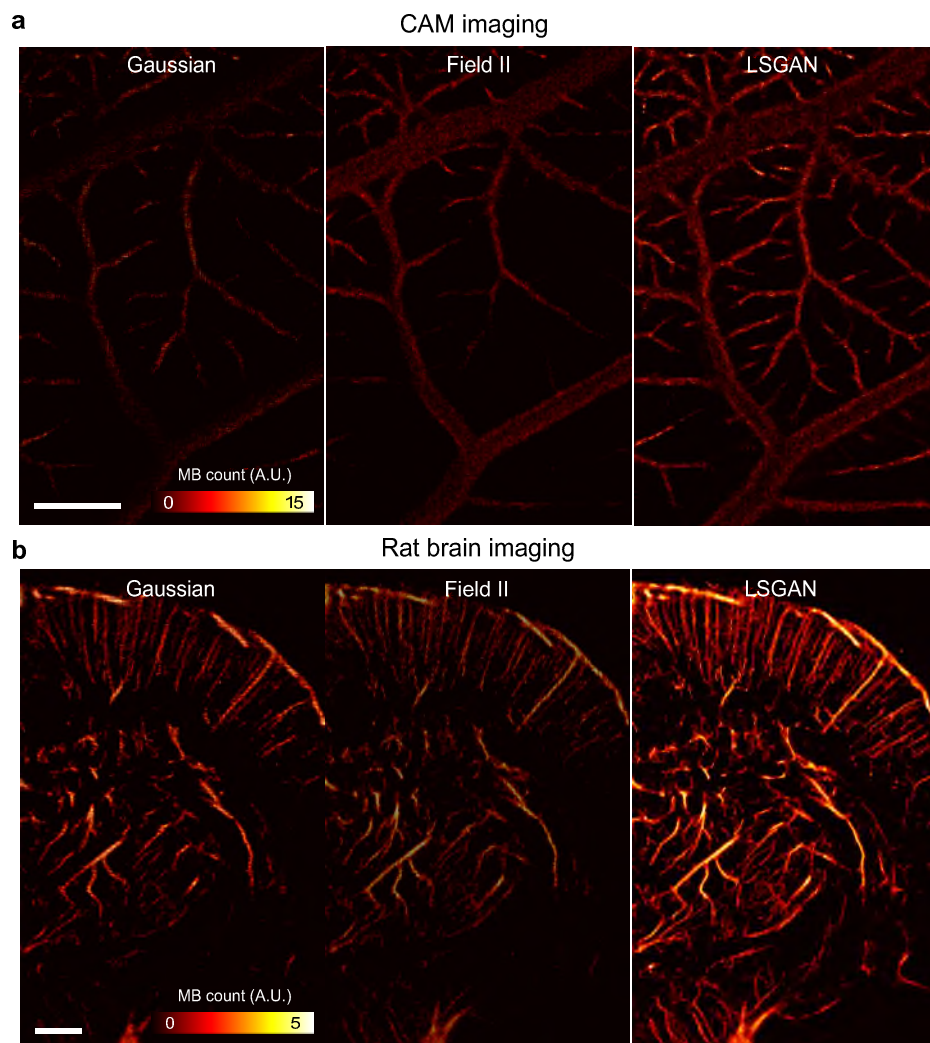 a
CAM imaging
Gaussian
Field II
LSGAN
MB count (A.U.)
0
15
b
Rat brain imaging
Gaussian
Field II
LSGAN
MB count (A.U.)
0
5